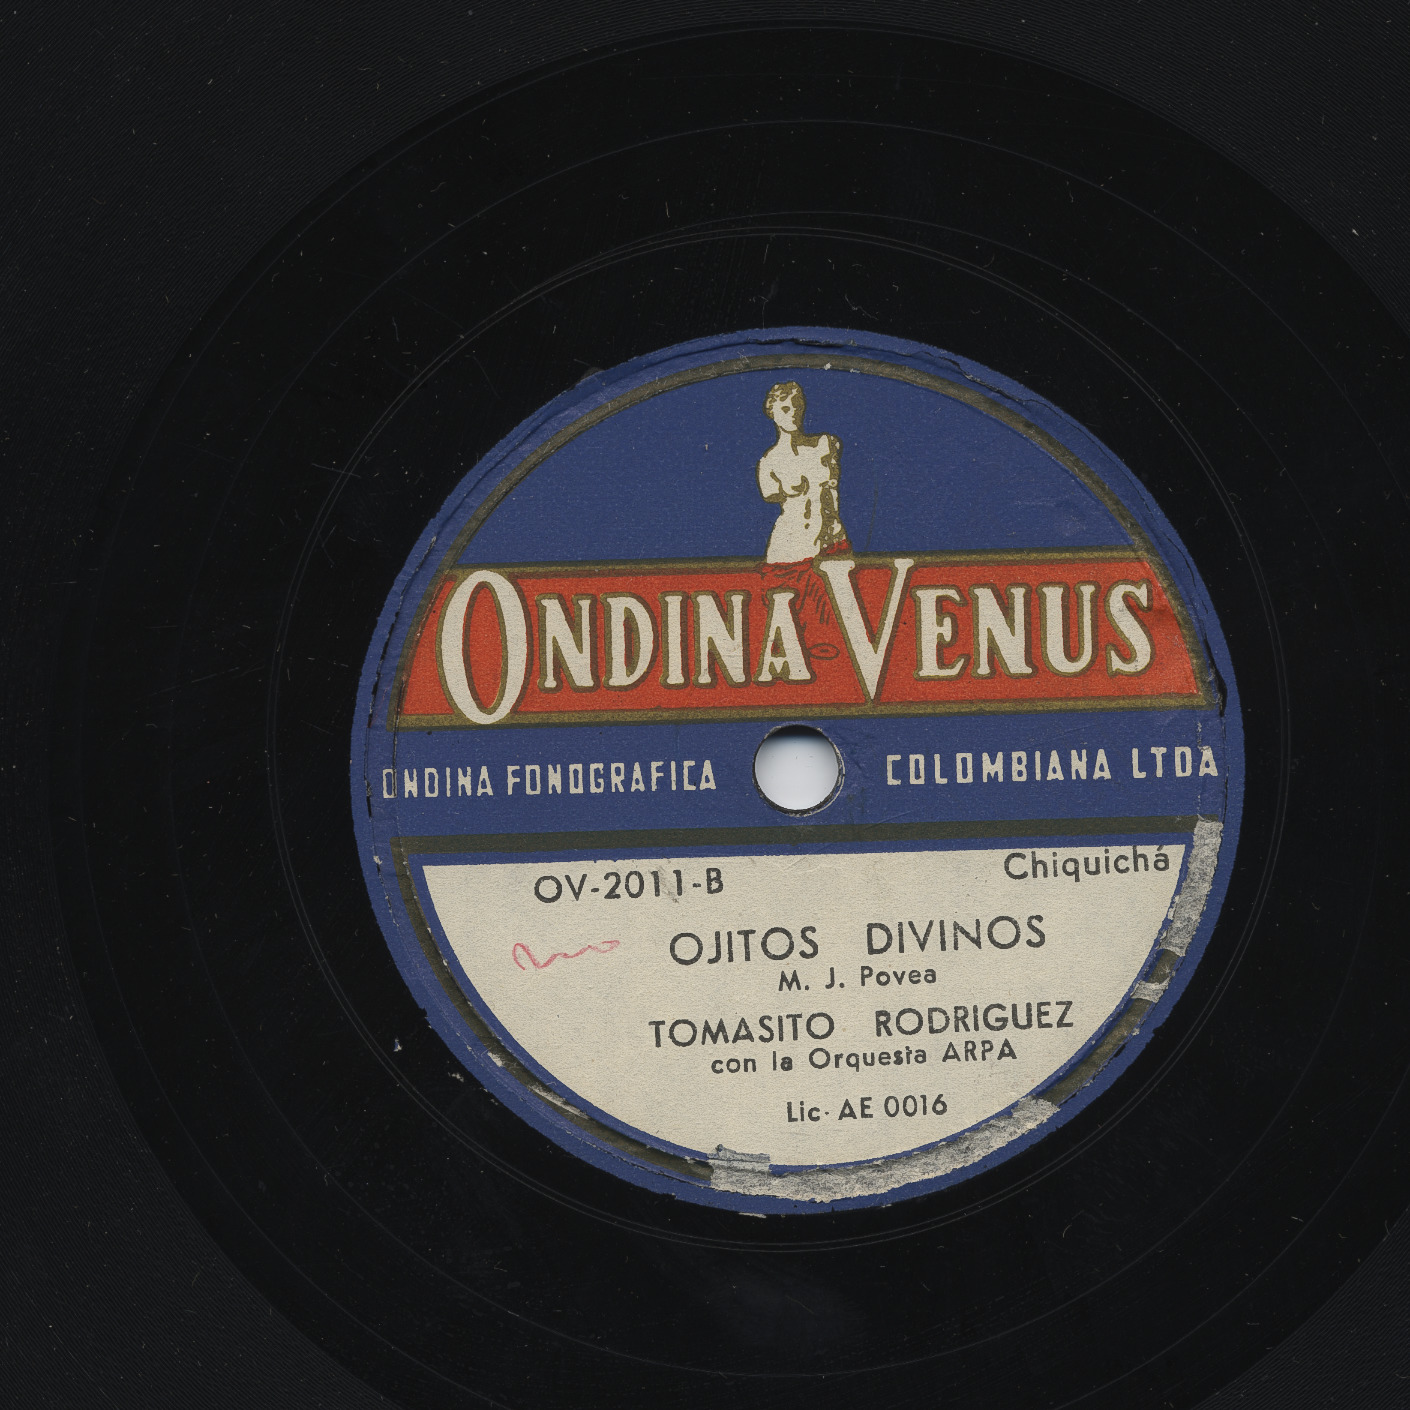 ONDINA VENUS
ONDINA FONOGRAFICA COLOMBIANA LTDA
OV-2011-B Chiquichá
OJITOS DIVINOS
M. J. Povea
TOMASITO RODRIGUEZ
con la Orquesta ARPA
Lic. AE 0016